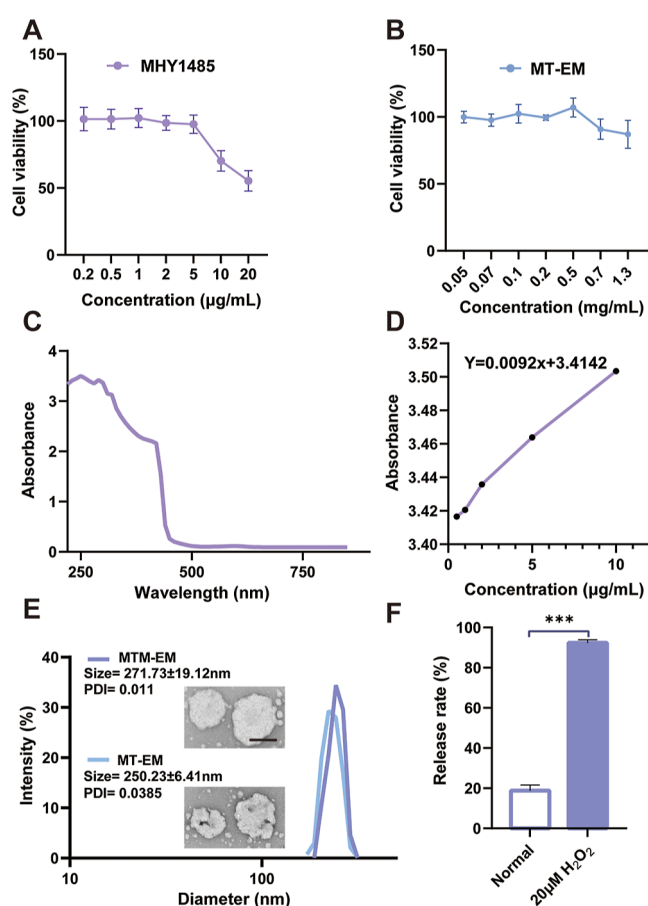 A
150
100
50
0
Cell viability (%)
MHY1485
0.2 0.5 1 2 5 10 20
Concentration (μg/mL)
B
150
100
50
0
Cell viability (%)
MT-EM
0.05 0.07 0.1 0.2 0.5 0.7 1.3
Concentration (mg/mL)
C
4
3
2
1
0
Absorbance
250 500 750
Wavelength (nm)
D
3.52
3.50
3.48
3.46
3.44
3.42
3.40
Absorbance
Y=0.0092x+3.4142
0 5 10
Concentration (μg/mL)
E
40
30
20
10
0
Intensity (%)
MTM-EM
Size= 271.73±19.12nm
PDI= 0.011
MT-EM
Size= 250.23±6.41nm
PDI= 0.0385
10 100
Diameter (nm)
F
100
80
60
40
20
0
Release rate (%)
***
Normal
20μM H₂O₂